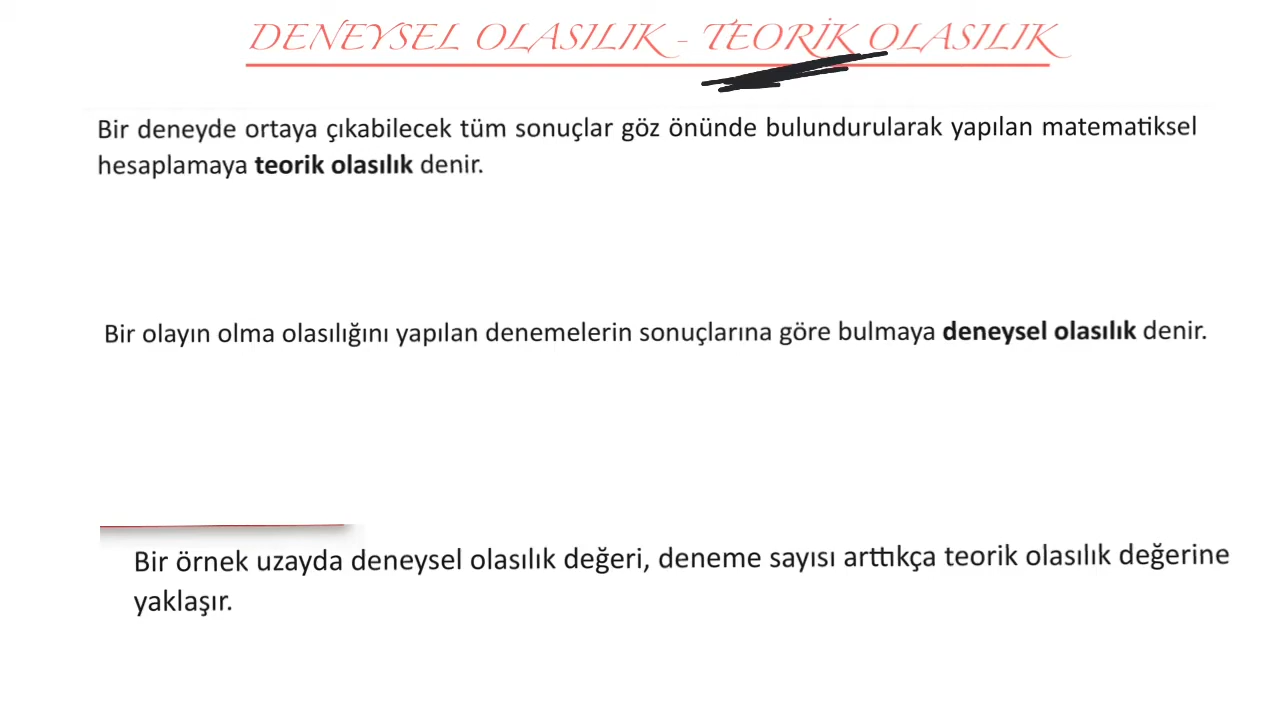 DENEYSEL OLASILIK - TEORİK OLASILIK
Bir deneyde ortaya çıkabilecek tüm sonuçlar göz önünde bulundurularak yapılan matematiksel
hesaplamaya teorik olasılık denir.
Bir olayın olma olasılığını yapılan denemelerin sonuçlarına göre bulmaya deneysel olasılık denir.
Bir örnek uzayda deneysel olasılık değeri, deneme sayısı arttıkça teorik olasılık değerine
yaklaşır.